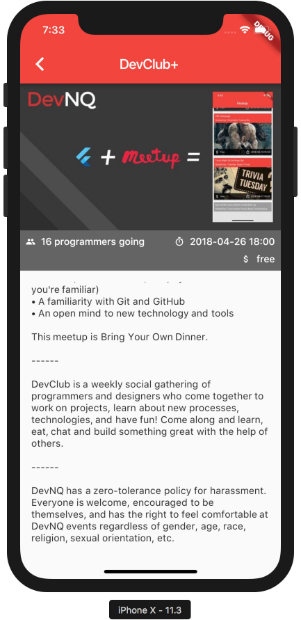 7:33
DEBUG
DevClub+
DevNQ
+ meetup =
TRIVIA
TUESDAY
16 programmers going
2018-04-26 18:00
$ free
you're familiar)
• A familiarity with Git and GitHub
• An open mind to new technology and tools
This meetup is Bring Your Own Dinner.
------
DevClub is a weekly social gathering of
programmers and designers who come together to
work on projects, learn about new processes,
technologies, and have fun! Come along and learn,
eat, chat and build something great with the help of
others.
------
DevNQ has a zero-tolerance policy for harassment.
Everyone is welcome, encouraged to be
themselves, and has the right to feel comfortable at
DevNQ events regardless of gender, age, race,
religion, sexual orientation, etc.
iPhone X - 11.3